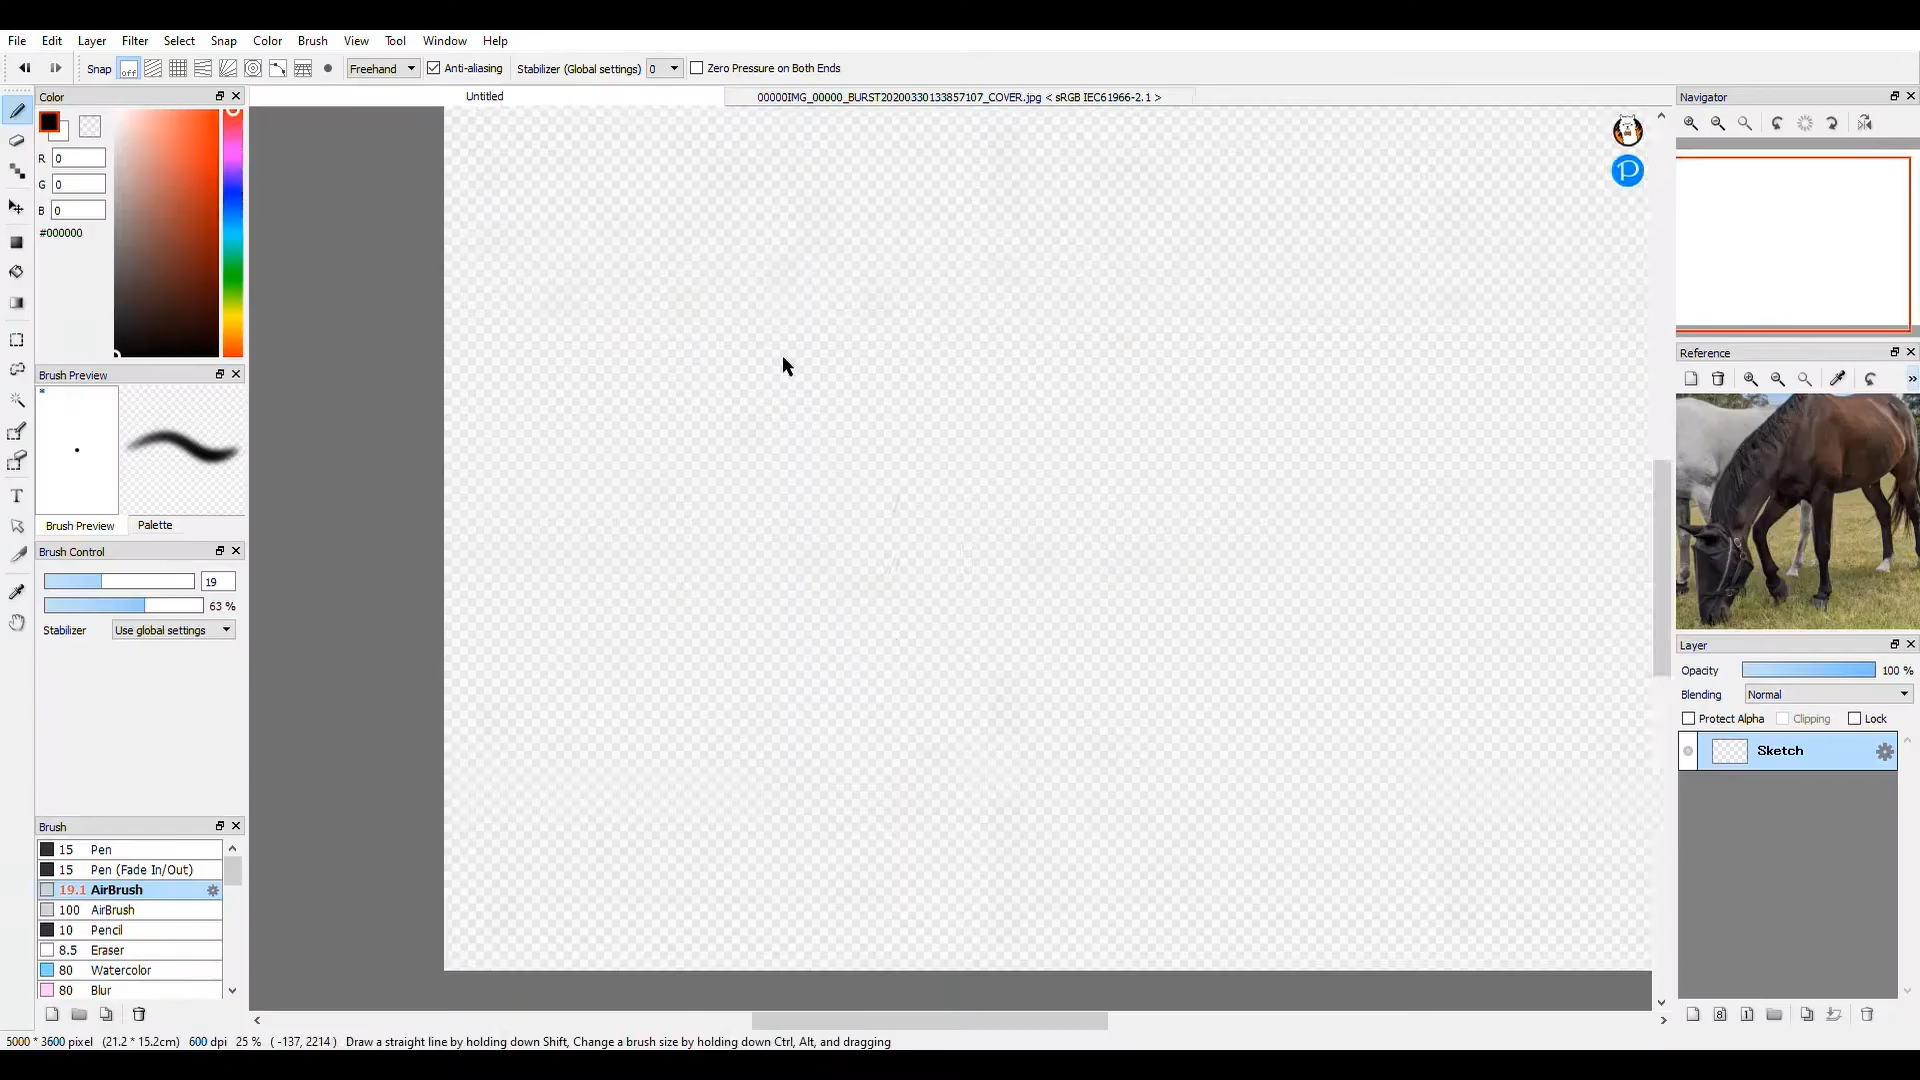 File Edit Layer Filter Select Snap Color Brush View Tool Window Help
Snap off Freehand Anti-aliasing Stabilizer (Global settings) 0 Zero Pressure on Both Ends
Color
R 0
G 0
B 0
#000000
Brush Preview
Brush Preview Palette
Brush Control
19
63 %
Stabilizer Use global settings
Brush
15 Pen
15 Pen (Fade In/Out)
19.1 AirBrush
100 AirBrush
10 Pencil
8.5 Eraser
80 Watercolor
80 Blur
Untitled 00000IMG_00000_BURST20200330133857107_COVER.jpg < sRGB IEC61966-2.1 >
Navigator
Reference
Layer
Opacity 100 %
Blending Normal
Protect Alpha Clipping Lock
Sketch
5000 * 3600 pixel (21.2 * 15.2cm) 600 dpi 25 % ( -137, 2214 ) Draw a straight line by holding down Shift, Change a brush size by holding down Ctrl, Alt, and dragging